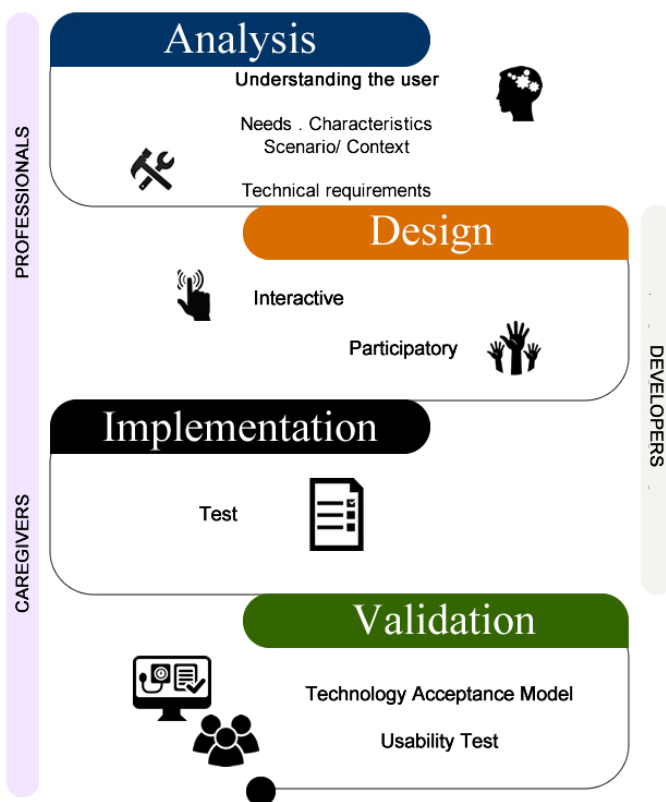 Analysis
Understanding the user
Needs . Characteristics
Scenario/ Context
Technical requirements
PROFESSIONALS
Design
Interactive
Participatory
DEVELOPERS
Implementation
Test
CAREGIVERS
Validation
Technology Acceptance Model
Usability Test